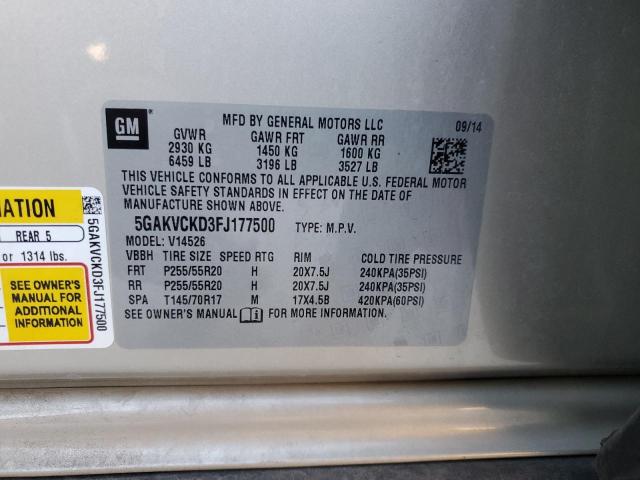 GM
MFD BY GENERAL MOTORS LLC 09/14
GVWR GAWR FRT GAWR RR
2930 KG 1450 KG 1600 KG
6459 LB 3196 LB 3527 LB
THIS VEHICLE CONFORMS TO ALL APPLICABLE U.S. FEDERAL MOTOR
VEHICLE SAFETY STANDARDS IN EFFECT ON THE DATE OF
MANUFACTURE SHOWN ABOVE.
5GAKVCKD3FJ177500 TYPE: M.P.V.
MODEL: V14526
VBBH TIRE SIZE SPEED RTG RIM COLD TIRE PRESSURE
FRT P255/55R20 H 20X7.5J 240KPA(35PSI)
RR P255/55R20 H 20X7.5J 240KPA(35PSI)
SPA T145/70R17 M 17X4.5B 420KPA(60PSI)
SEE OWNER'S MANUAL FOR MORE INFORMATION.
MATION
REAR 5
or 1314 lbs.
SEE OWNER'S
MANUAL FOR
ADDITIONAL
INFORMATION
5GAKVCKD3FJ177500